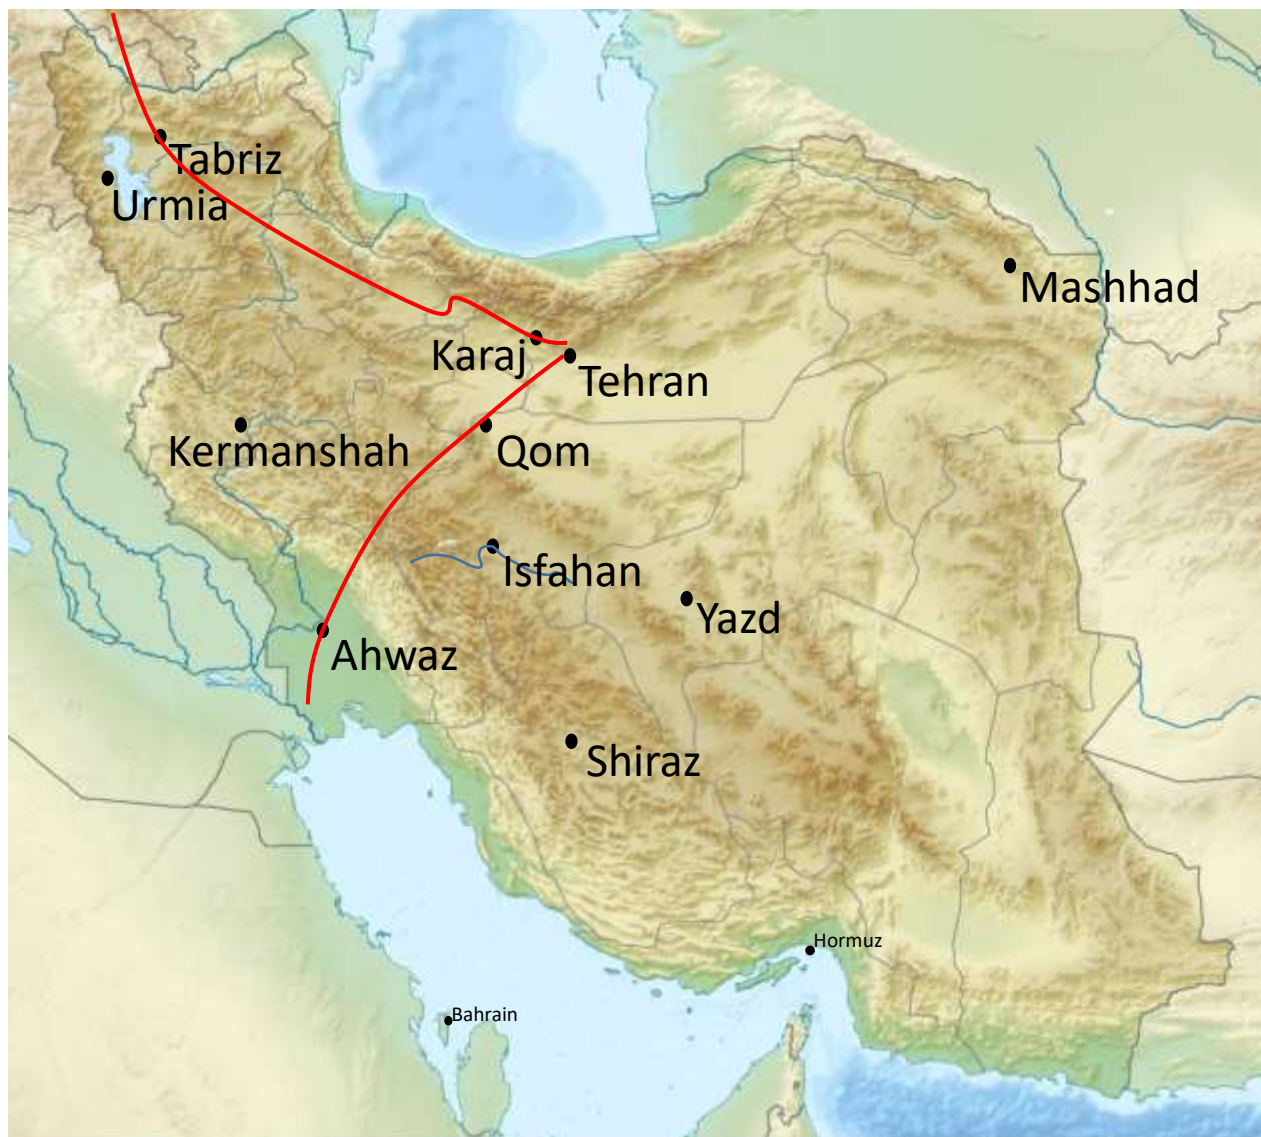 Tabriz
Urmia
Mashhad
Karaj
Tehran
Kermanshah
Qom
Isfahan
Yazd
Ahwaz
Shiraz
Hormuz
Bahrain